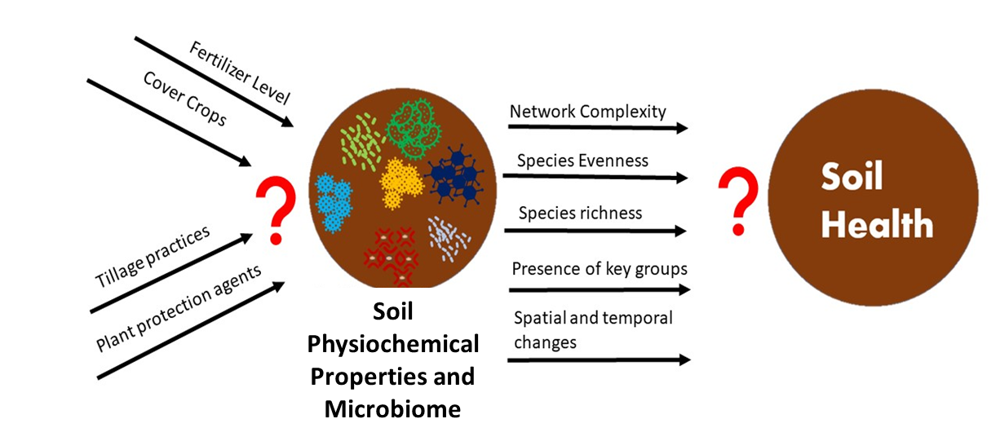 Fertilizer Level
Cover Crops
?
Tillage practices
Plant protection agents
Soil
Physiochemical
Properties and
Microbiome
Network Complexity
Species Evenness
Species richness
Presence of key groups
Spatial and temporal
changes
?
Soil
Health